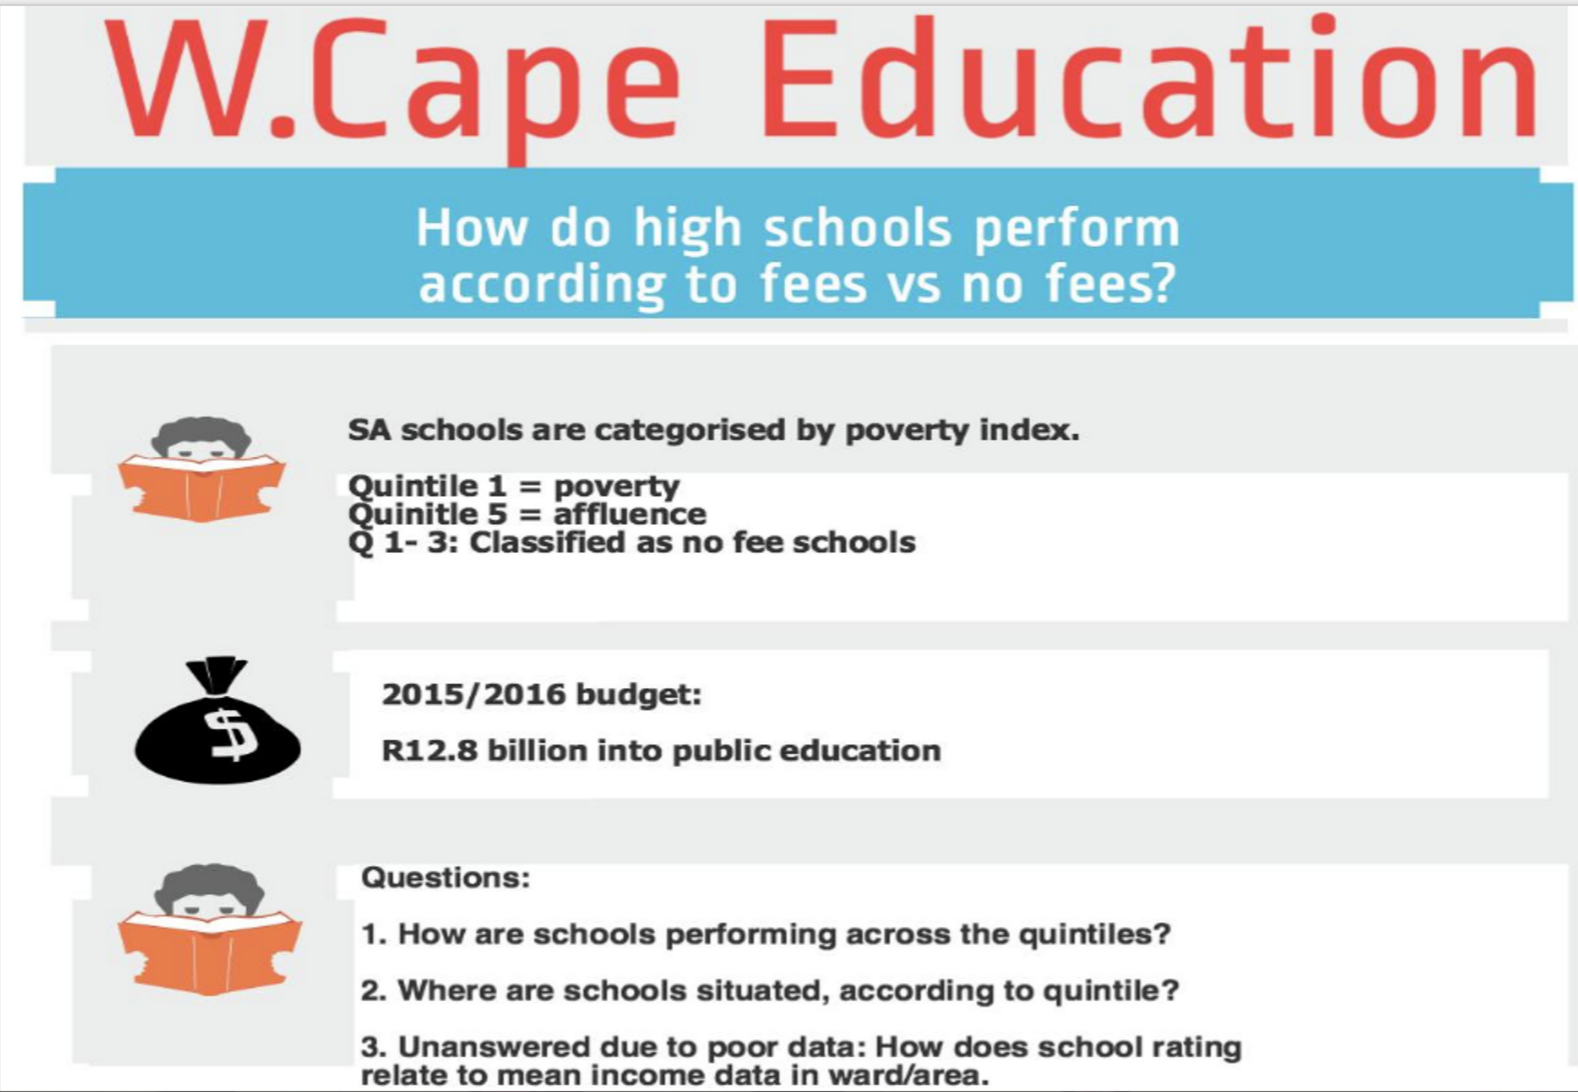 W.Cape Education
How do high schools perform
according to fees vs no fees?
SA schools are categorised by poverty index.
Quintile 1 = poverty
Quinitle 5 = affluence
Q 1- 3: Classified as no fee schools
$
2015/2016 budget:
R12.8 billion into public education
Questions:
1. How are schools performing across the quintiles?
2. Where are schools situated, according to quintile?
3. Unanswered due to poor data: How does school rating
relate to mean income data in ward/area.